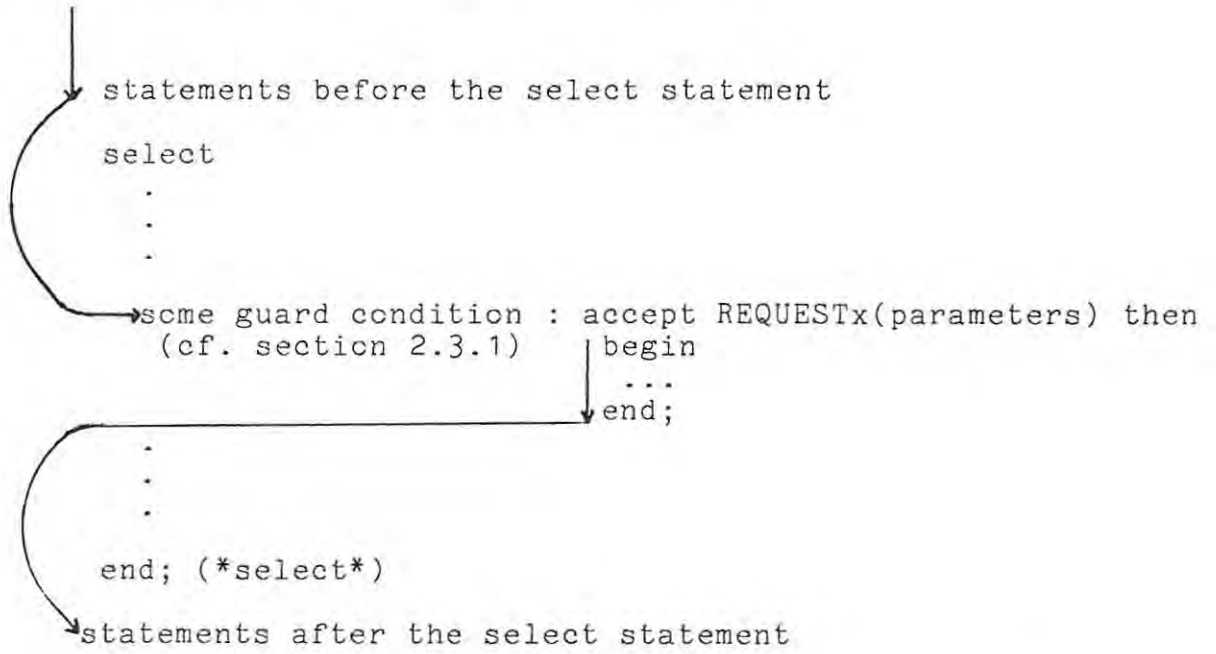 statements before the select statement
select
.
.
.
some guard condition : accept REQUESTx(parameters) then
(cf. section 2.3.1) begin
...
end;
.
.
.
end; (*select*)
statements after the select statement